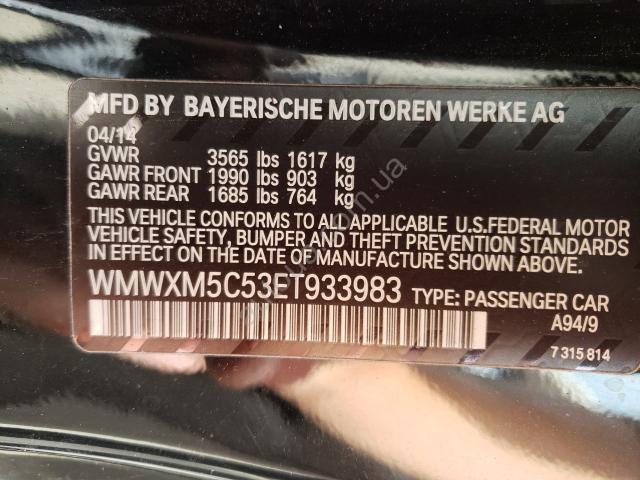 MFD BY BAYERISCHE MOTOREN WERKE AG
04/14
GVWR 3565 lbs 1617 kg
GAWR FRONT 1990 lbs 903 kg
GAWR REAR 1685 lbs 764 kg
THIS VEHICLE CONFORMS TO ALL APPLICABLE U.S.FEDERAL MOTOR
VEHICLE SAFETY, BUMPER AND THEFT PREVENTION STANDARDS
IN EFFECT ON THE DATE OF MANUFACTURE SHOWN ABOVE.
WMWXM5C53ET933983 TYPE: PASSENGER CAR
A94/9
7 315 814